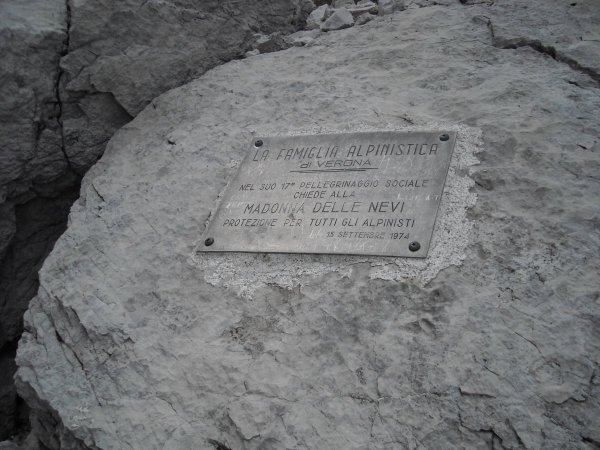 LA FAMIGLIA ALPINISTICA
di VERONA
NEL SUO 17° PELLEGRINAGGIO SOCIALE
CHIEDE ALLA
MADONNA DELLE NEVI
PROTEZIONE PER TUTTI GLI ALPINISTI
15 SETTEMBRE 1974